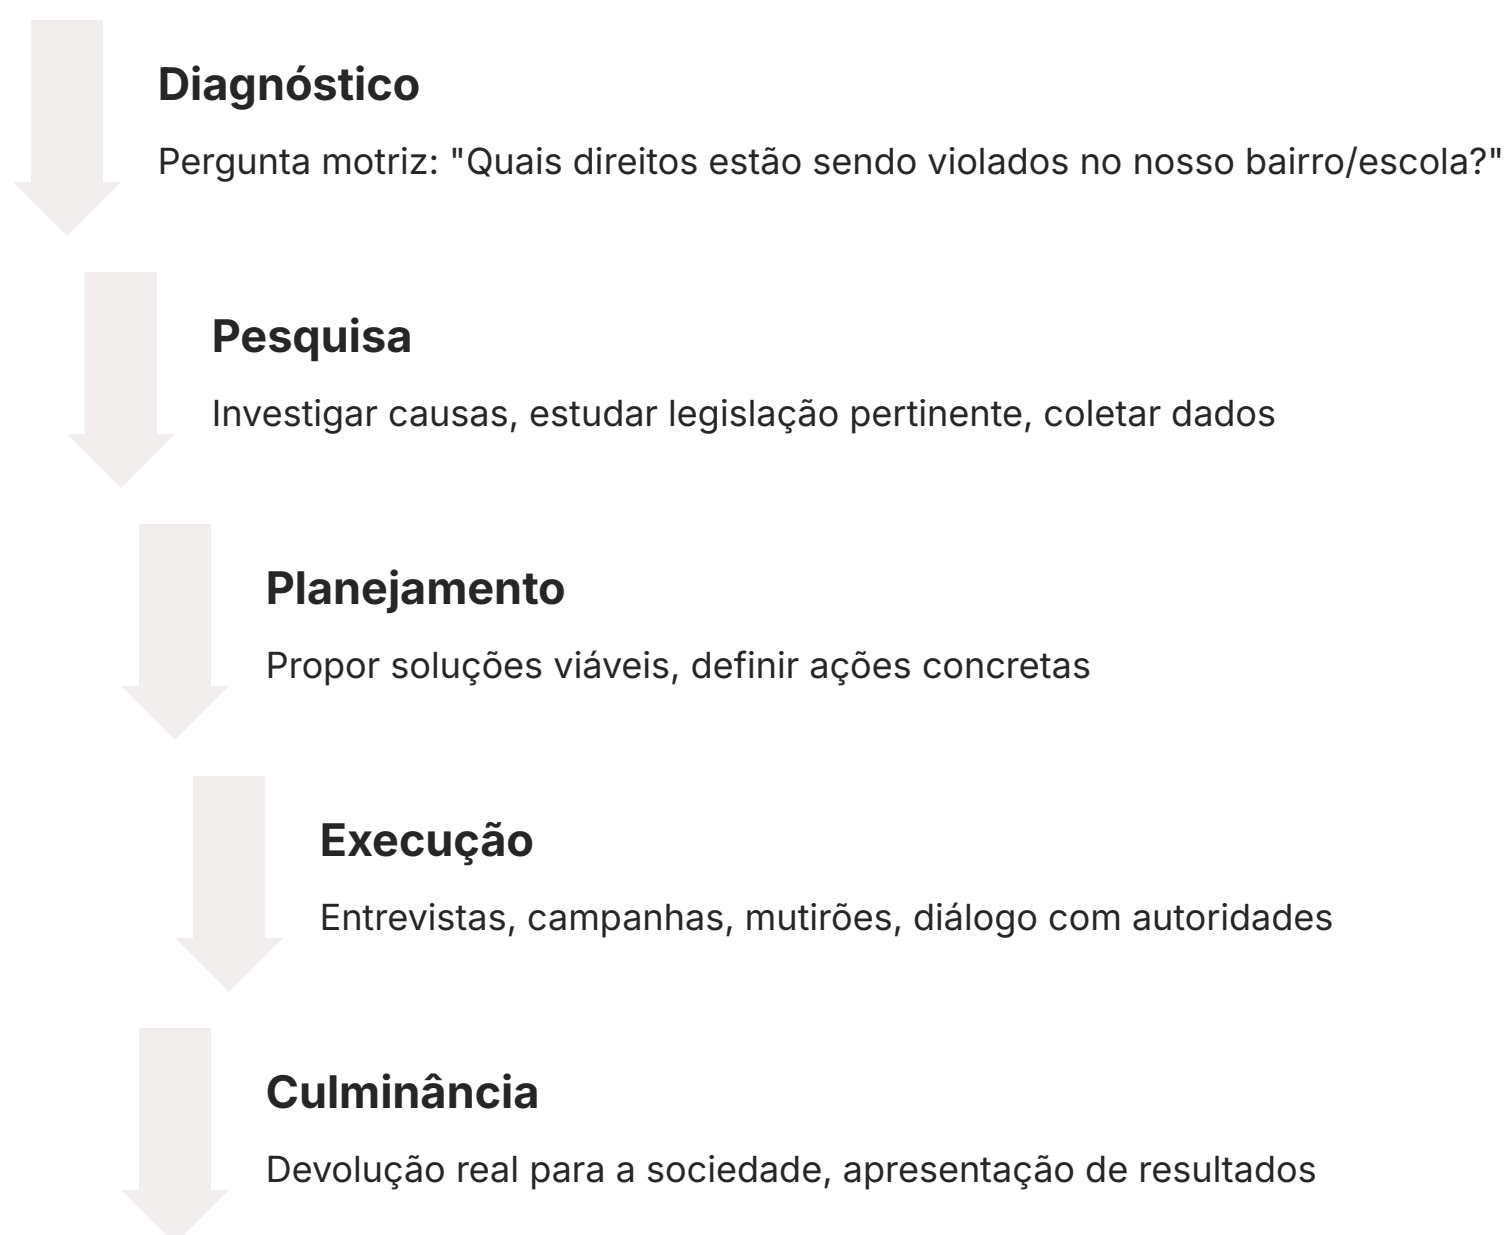 Diagnóstico
Pergunta motriz: "Quais direitos estão sendo violados no nosso bairro/escola?"
Pesquisa
Investigar causas, estudar legislação pertinente, coletar dados
Planejamento
Propor soluções viáveis, definir ações concretas
Execução
Entrevistas, campanhas, mutirões, diálogo com autoridades
Culminância
Devolução real para a sociedade, apresentação de resultados